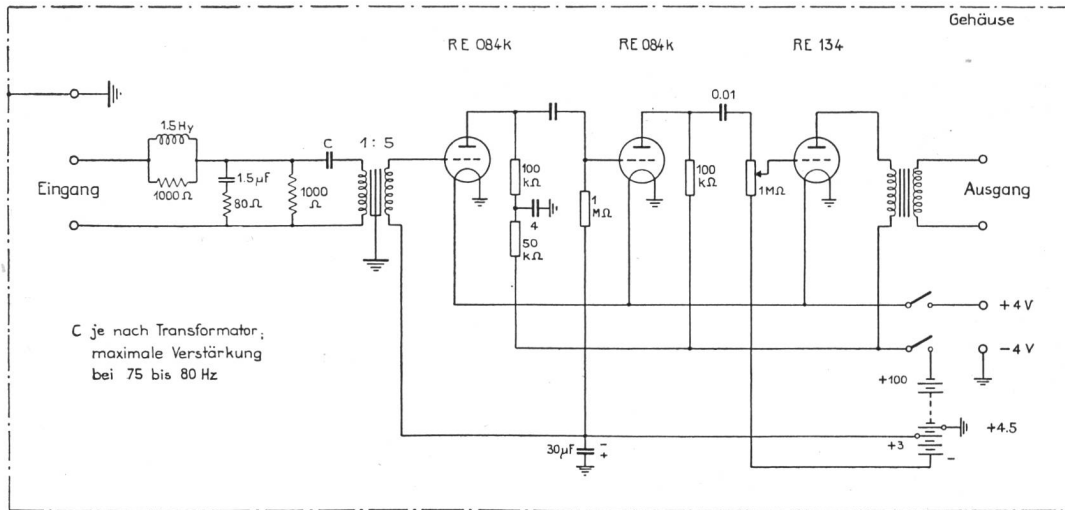 Gehäuse
RE 084k
RE 084k
RE 134
1.5Hy
1000 Ω
Eingang
1.5 µF
80 Ω
1000
Ω
C
1 : 5
100
kΩ
4
50
kΩ
1
MΩ
0.01
100
kΩ
1 MΩ
Ausgang
+4 V
−4 V
C je nach Transformator;
maximale Verstärkung
bei 75 bis 80 Hz
+100
+4.5
+3
−
30µF
−
+